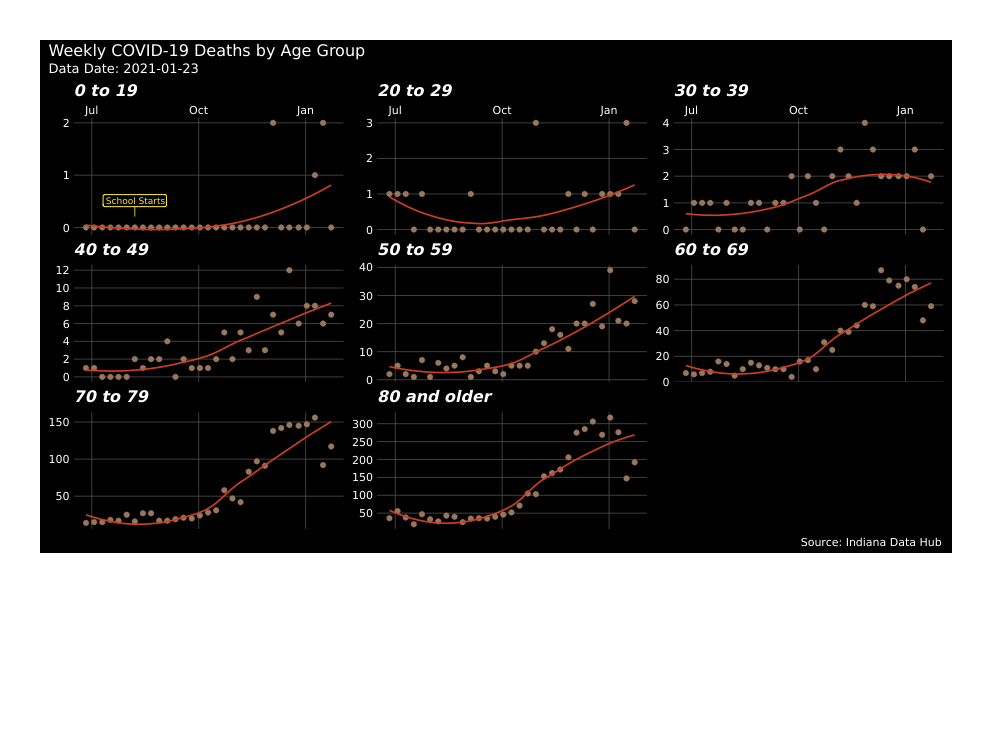 Weekly COVID-19 Deaths by Age Group
Data Date: 2021-01-23
0 to 19
20 to 29
30 to 39
Jul Oct Jan
Jul Oct Jan
Jul Oct Jan
2
1
0
School Starts
3
2
1
0
4
3
2
1
0
40 to 49
50 to 59
60 to 69
12
10
8
6
4
2
0
40
30
20
10
0
80
60
40
20
0
70 to 79
80 and older
150
100
50
300
250
200
150
100
50
Source: Indiana Data Hub